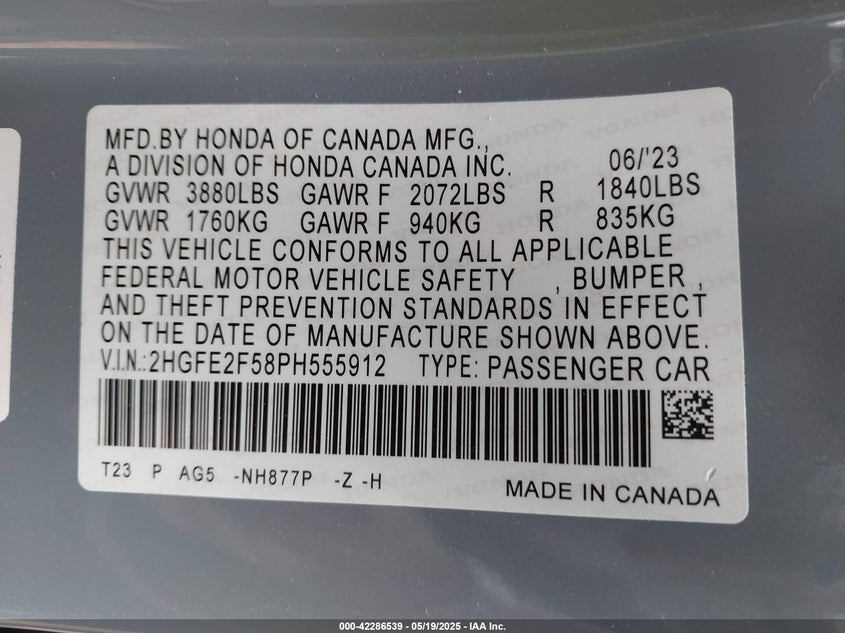 MFD.BY HONDA OF CANADA MFG.,
A DIVISION OF HONDA CANADA INC. 06/'23
GVWR 3880LBS GAWR F 2072LBS R 1840LBS
GVWR 1760KG GAWR F 940KG R 835KG
THIS VEHICLE CONFORMS TO ALL APPLICABLE
FEDERAL MOTOR VEHICLE SAFETY , BUMPER ,
AND THEFT PREVENTION STANDARDS IN EFFECT
ON THE DATE OF MANUFACTURE SHOWN ABOVE.
V.I.N.:2HGFE2F58PH555912 TYPE: PASSENGER CAR
T23 P AG5 -NH877P -Z -H
MADE IN CANADA
000-42286539 - 05/19/2025 - IAA Inc.